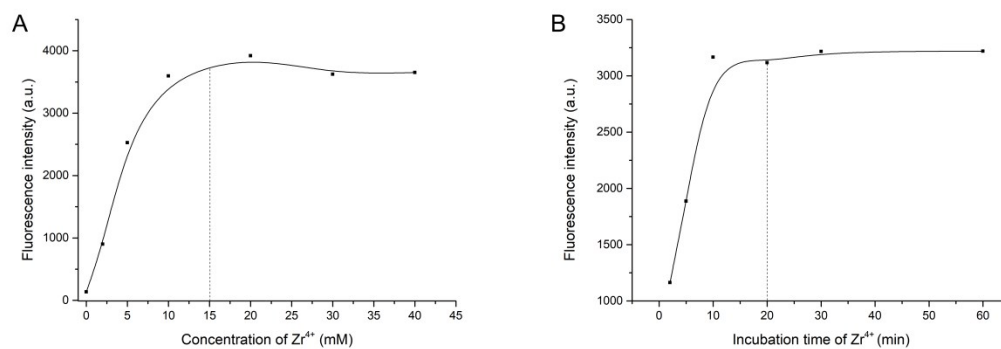 A
Fluorescence intensity (a.u.)
4000
3000
2000
1000
0
0 5 10 15 20 25 30 35 40 45
Concentration of Zr⁴⁺ (mM)
B
Fluorescence intensity (a.u.)
3500
3000
2500
2000
1500
1000
0 10 20 30 40 50 60
Incubation time of Zr⁴⁺ (min)